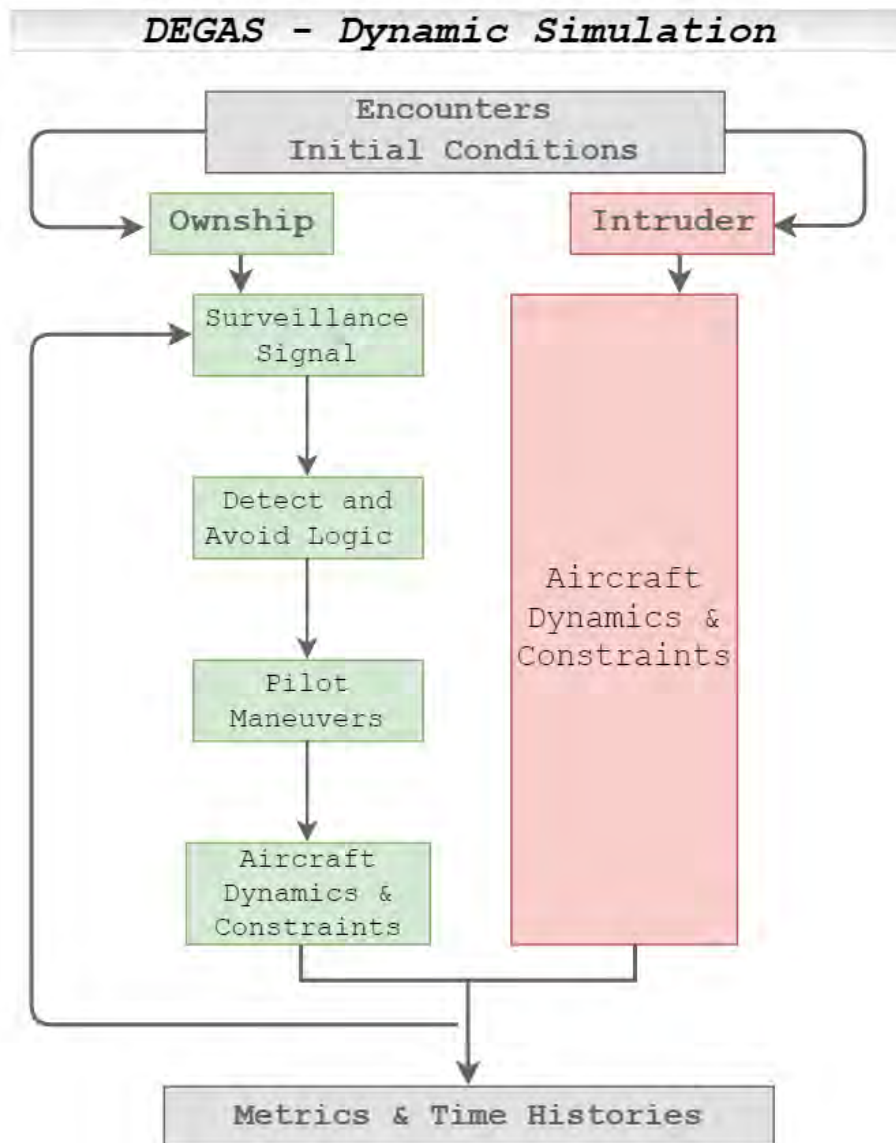 DEGAS - Dynamic Simulation
Encounters
Initial Conditions
Ownship
Intruder
Surveillance
Signal
Detect and
Avoid Logic
Pilot
Maneuvers
Aircraft
Dynamics &
Constraints
Aircraft
Dynamics &
Constraints
Metrics & Time Histories